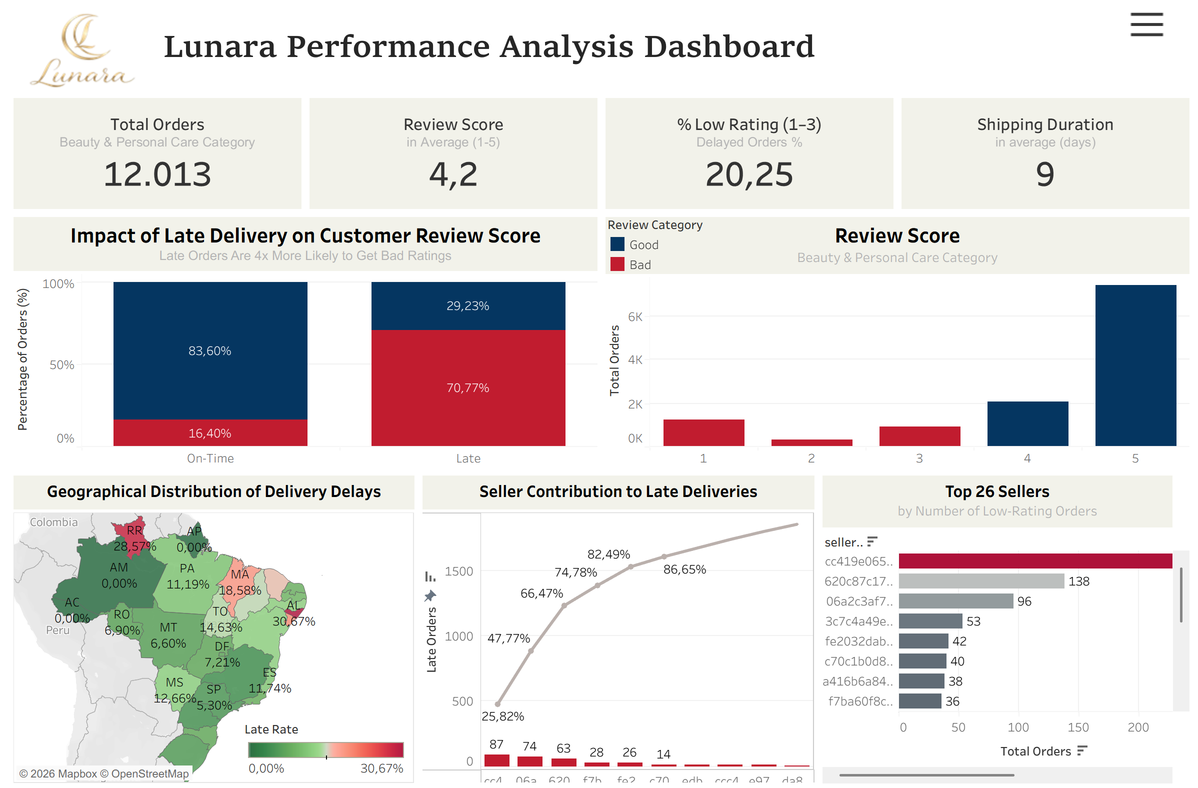 Lunara
Lunara Performance Analysis Dashboard
Total Orders
Beauty & Personal Care Category
12.013
Review Score
in Average (1-5)
4,2
% Low Rating (1–3)
Delayed Orders %
20,25
Shipping Duration
in average (days)
9
Impact of Late Delivery on Customer Review Score
Late Orders Are 4x More Likely to Get Bad Ratings
Percentage of Orders (%)
100%
50%
0%
83,60%
16,40%
29,23%
70,77%
On-Time
Late
Review Category
Good
Bad
Review Score
Beauty & Personal Care Category
Total Orders
6K
4K
2K
0K
1
2
3
4
5
Geographical Distribution of Delivery Delays
Colombia
Peru
RR
28,57%
AP
0,00%
AM
0,00%
PA
11,19%
MA
18,58%
AC
0,00%
RO
6,90%
TO
14,63%
AL
30,67%
MT
6,60%
DF
7,21%
MS
12,66%
SP
5,30%
ES
11,74%
Late Rate
0,00%
30,67%
© 2026 Mapbox © OpenStreetMap
Seller Contribution to Late Deliveries
Late Orders
1500
1000
500
0
25,82%
47,77%
66,47%
74,78%
82,49%
86,65%
87
74
63
28
26
14
cc4..
06a..
620..
f7b..
fe2..
c70..
edb..
ccc4..
e97..
da8..
Top 26 Sellers
by Number of Low-Rating Orders
seller..
cc419e065..
620c87c17..
138
06a2c3af7..
96
3c7c4a49e..
53
fe2032dab..
42
c70c1b0d8..
40
a416b6a84..
38
f7ba60f8c..
36
0
50
100
150
200
Total Orders